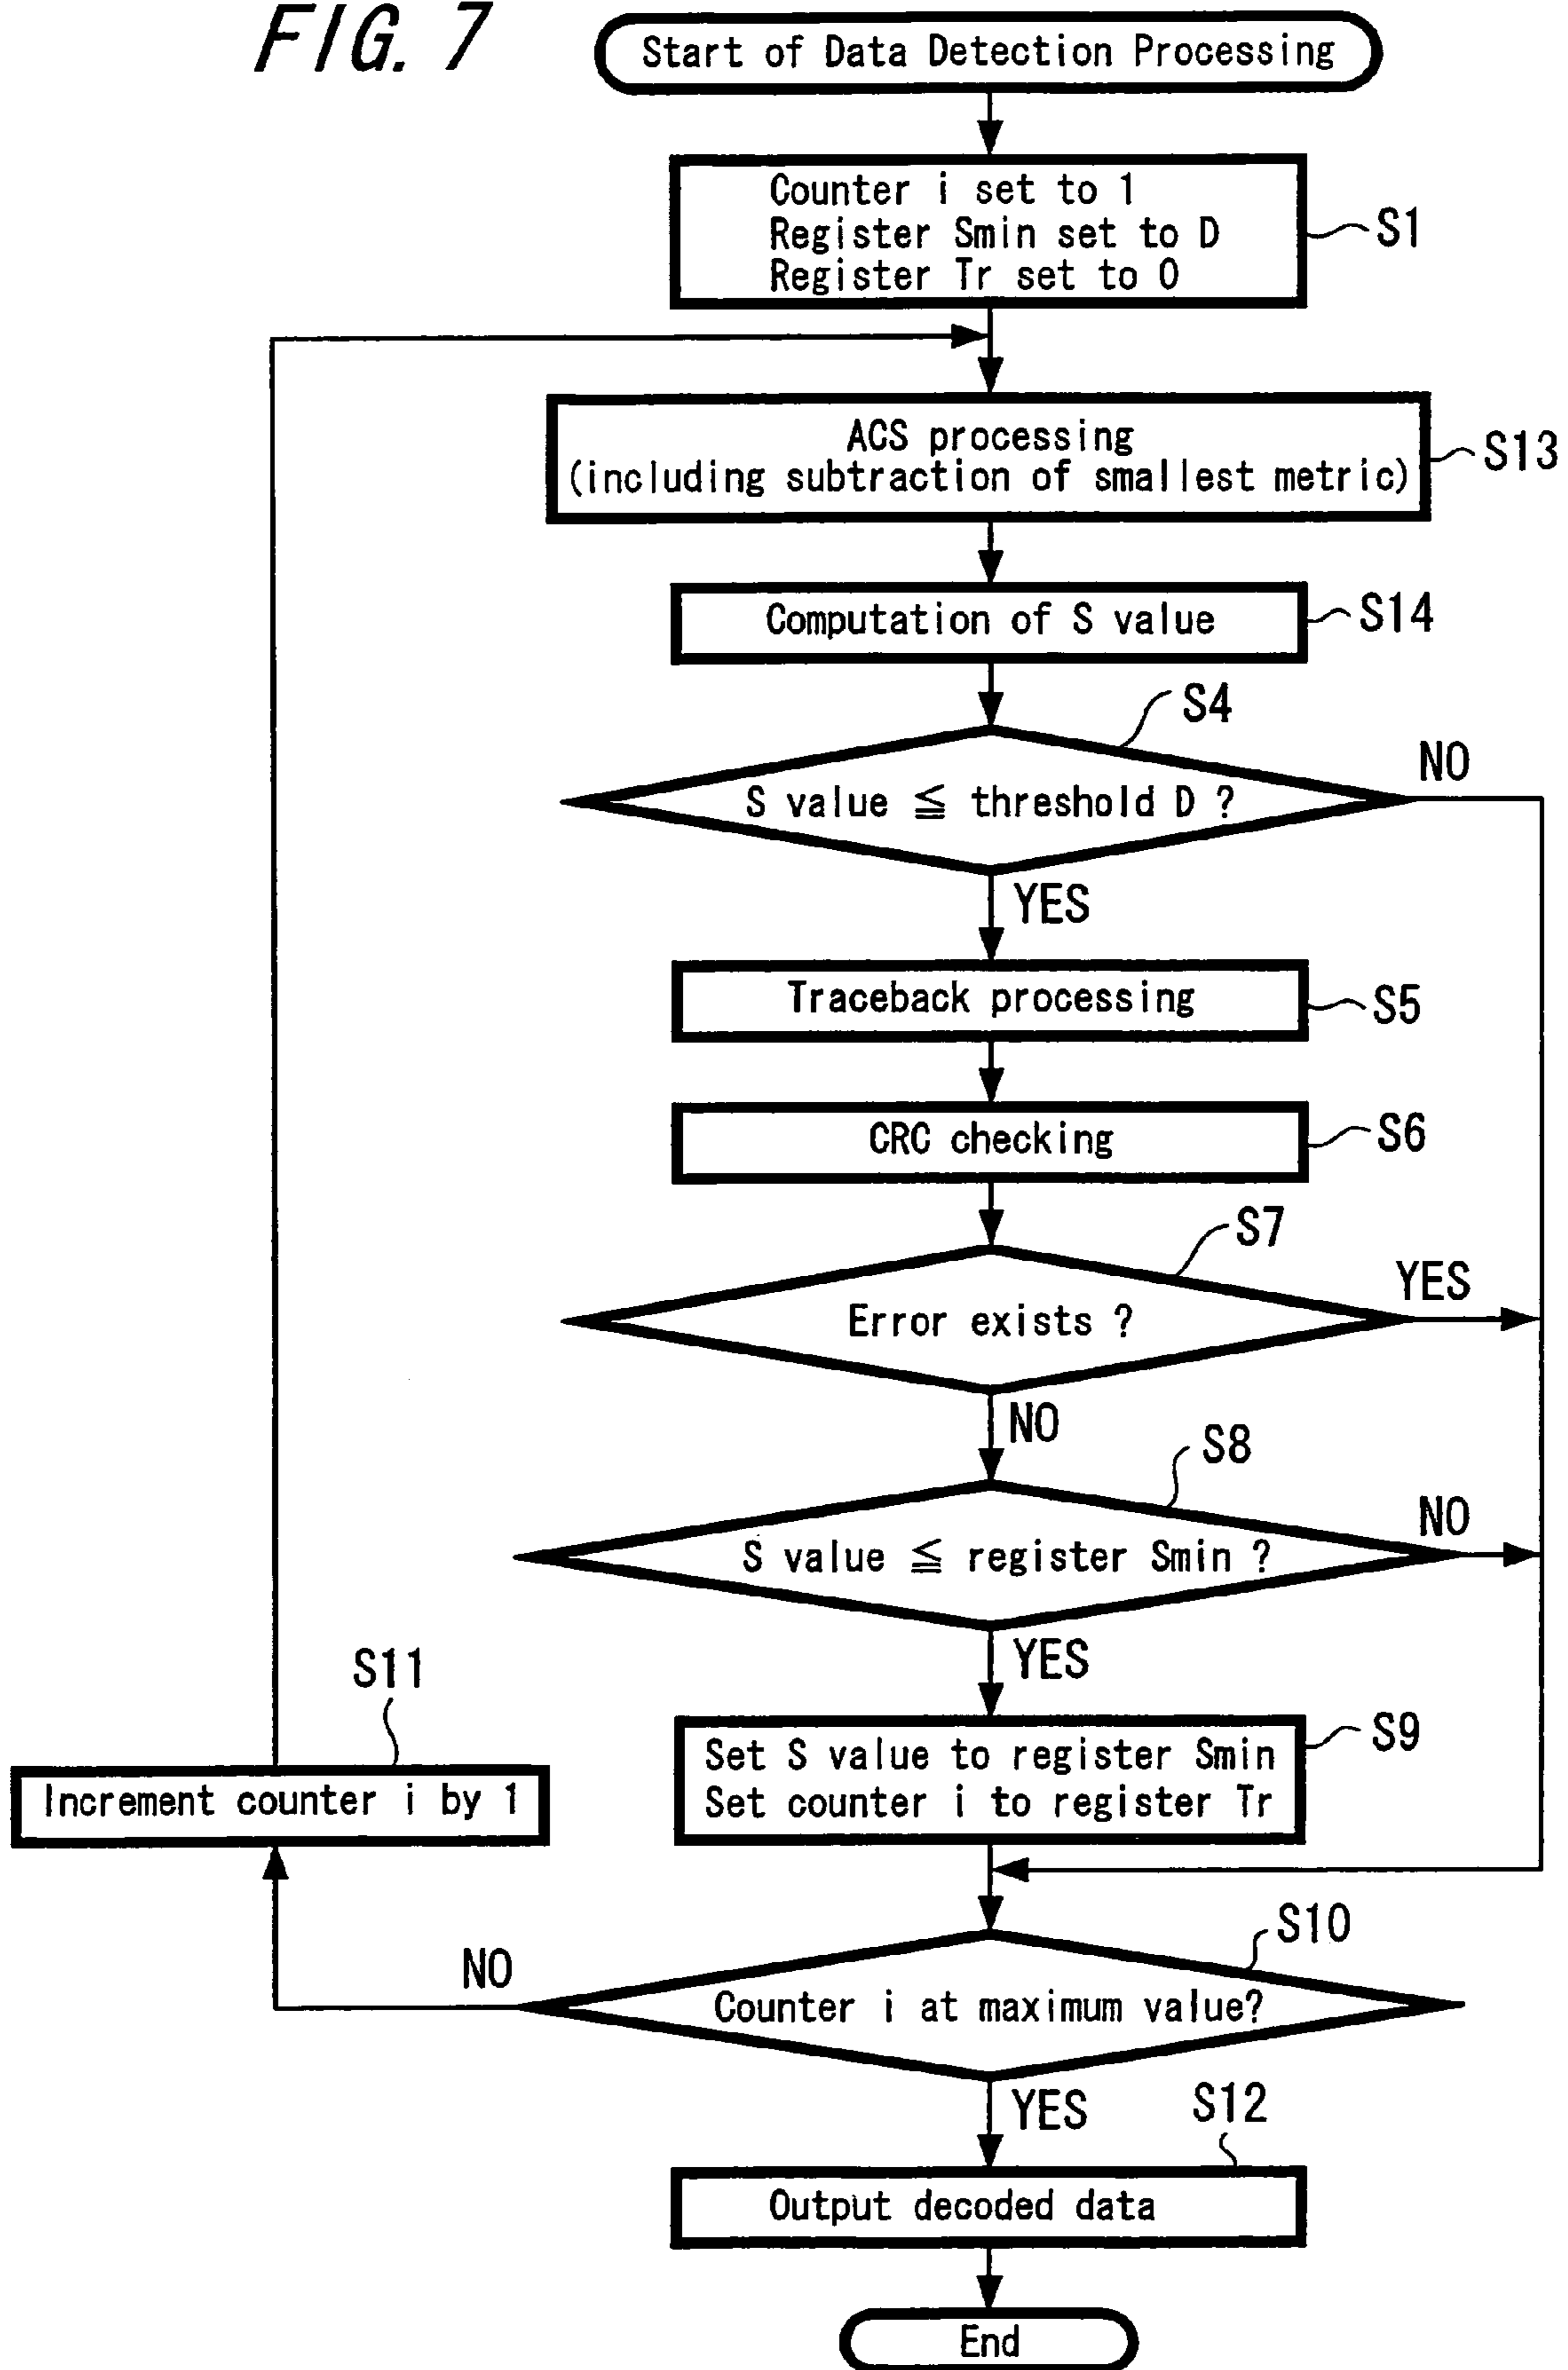 FIG. 7
Start of Data Detection Processing
Counter i set to 1
Register Smin set to D
Register Tr set to 0
S1
ACS processing
(including subtraction of smallest metric)
S13
Computation of S value
S14
S4
S value ≦ threshold D ?
NO
YES
Traceback processing
S5
CRC checking
S6
S7
Error exists ?
YES
NO
S8
S value ≦ register Smin ?
NO
YES
S11
Increment counter i by 1
Set S value to register Smin
Set counter i to register Tr
S9
S10
Counter i at maximum value?
NO
YES
S12
Output decoded data
End